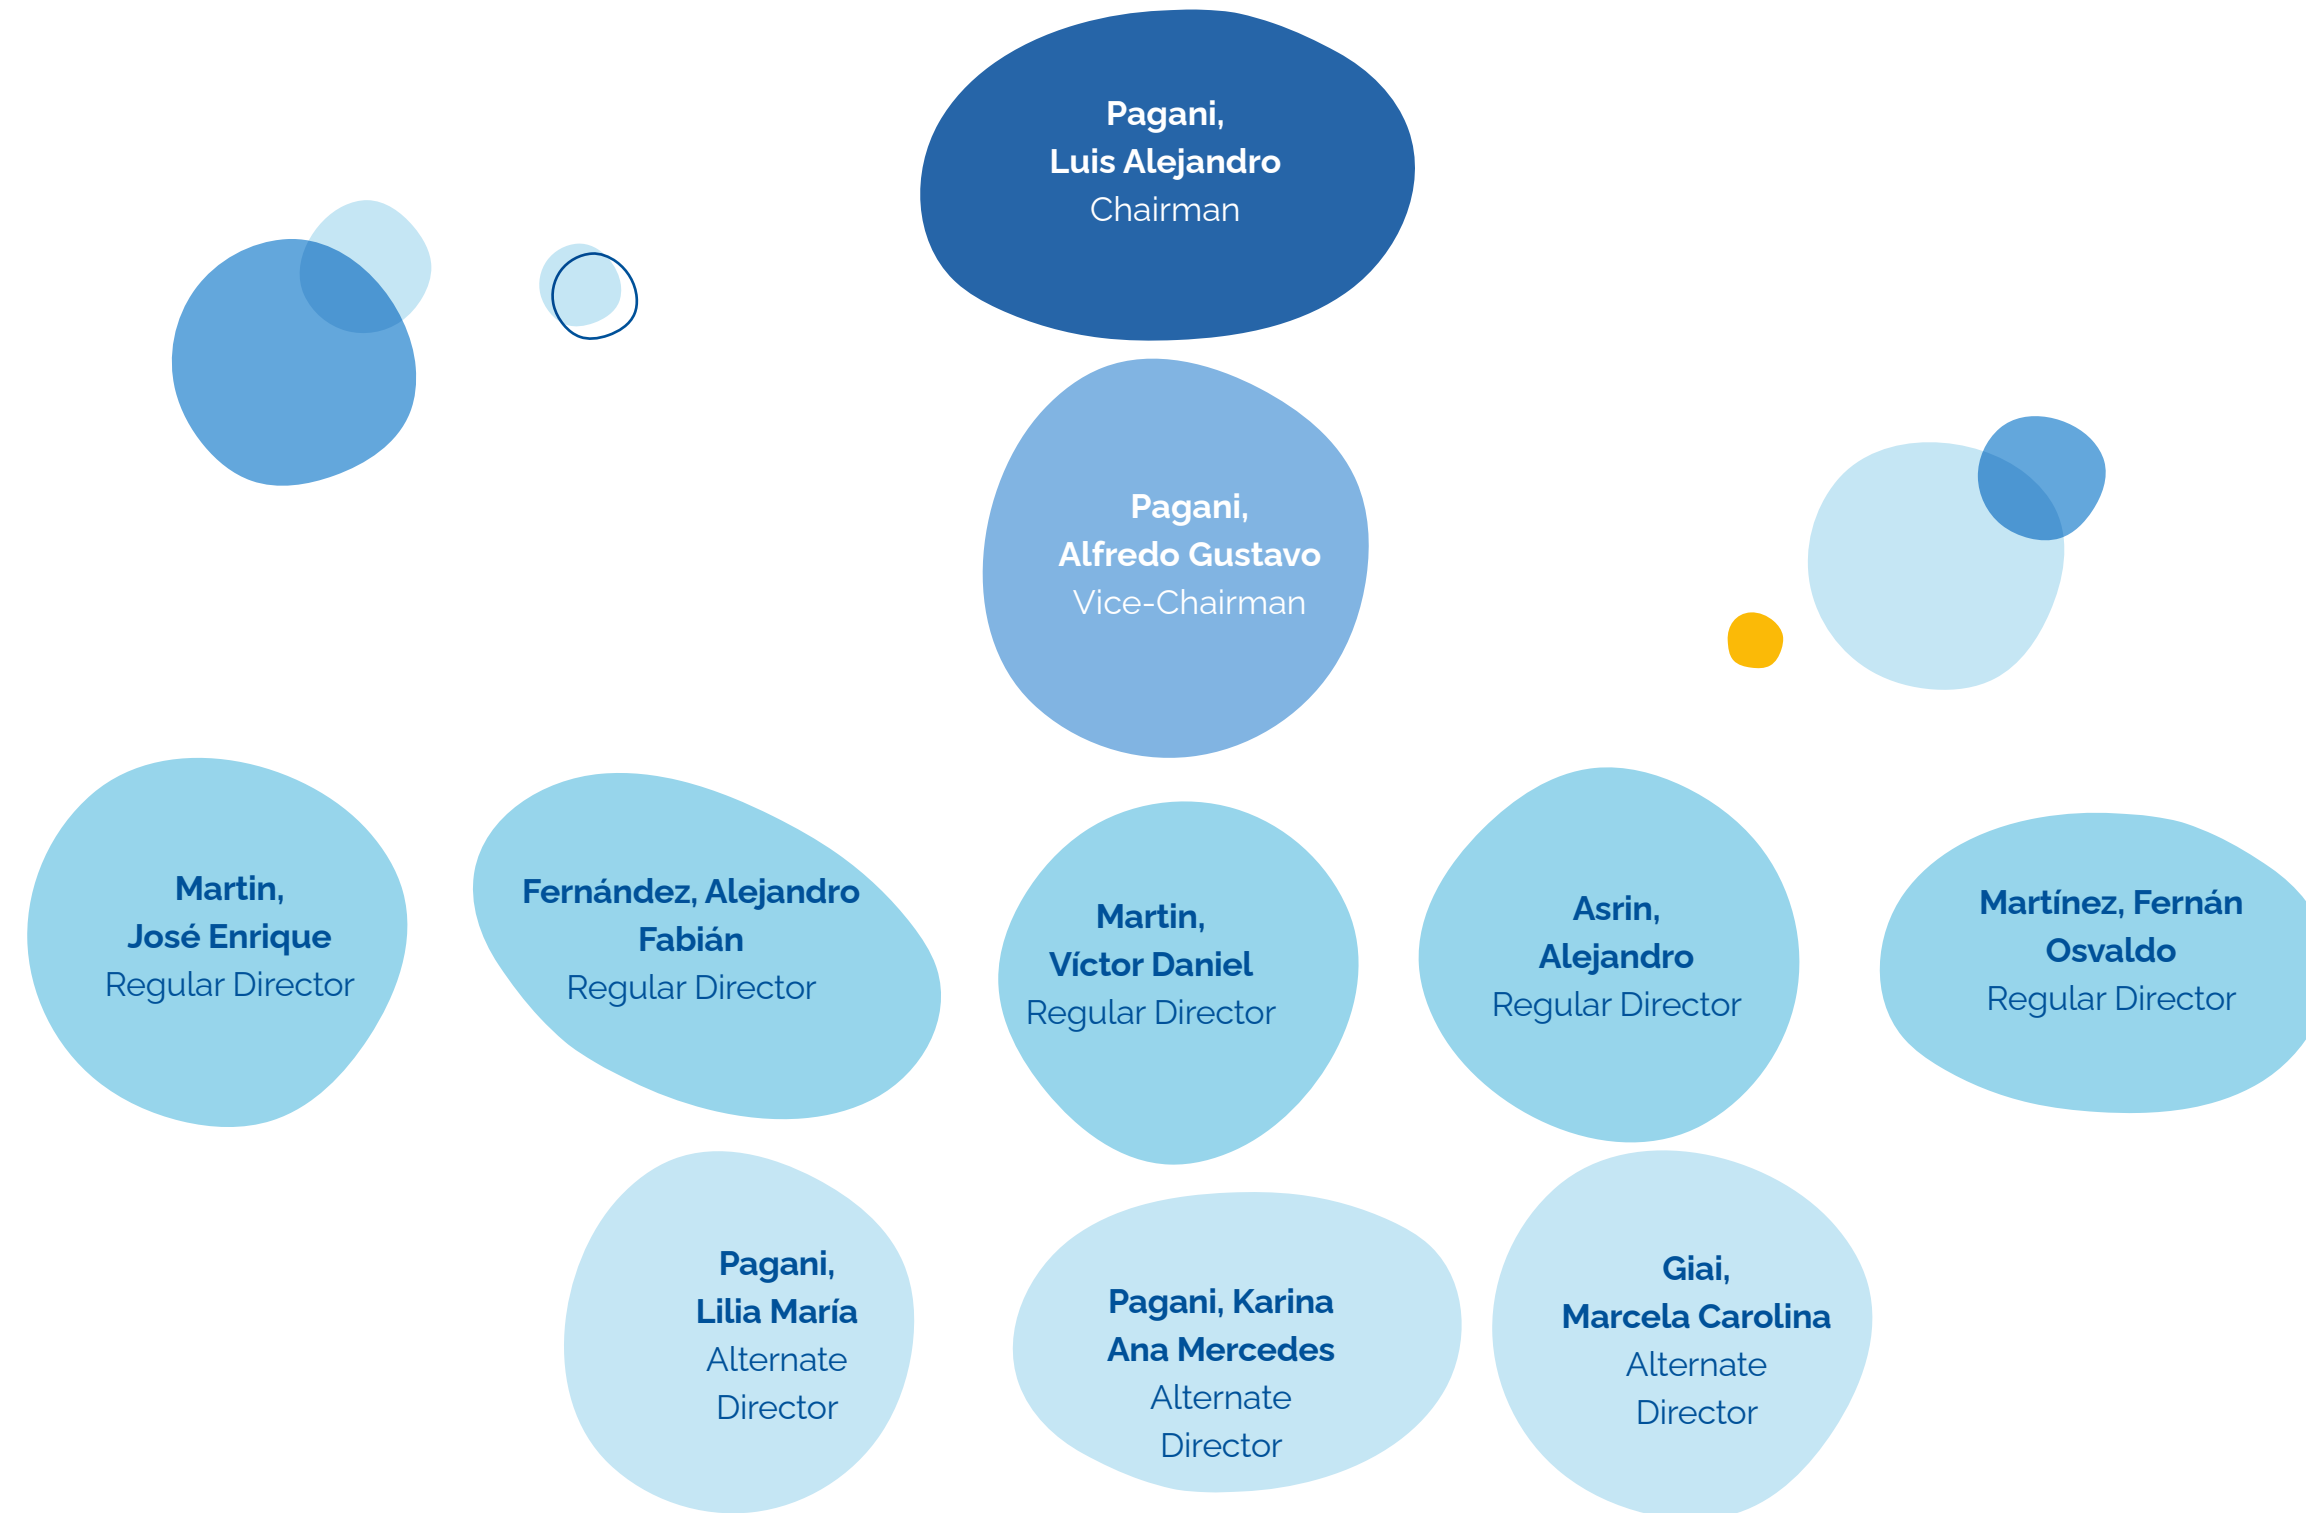 Pagani,
Luis Alejandro
Chairman
Pagani,
Alfredo Gustavo
Vice-Chairman
Martin,
José Enrique
Regular Director
Fernández, Alejandro
Fabián
Regular Director
Martin,
Víctor Daniel
Regular Director
Asrin,
Alejandro
Regular Director
Martínez, Fernán
Osvaldo
Regular Director
Pagani,
Lilia María
Alternate
Director
Pagani, Karina
Ana Mercedes
Alternate
Director
Giai,
Marcela Carolina
Alternate
Director